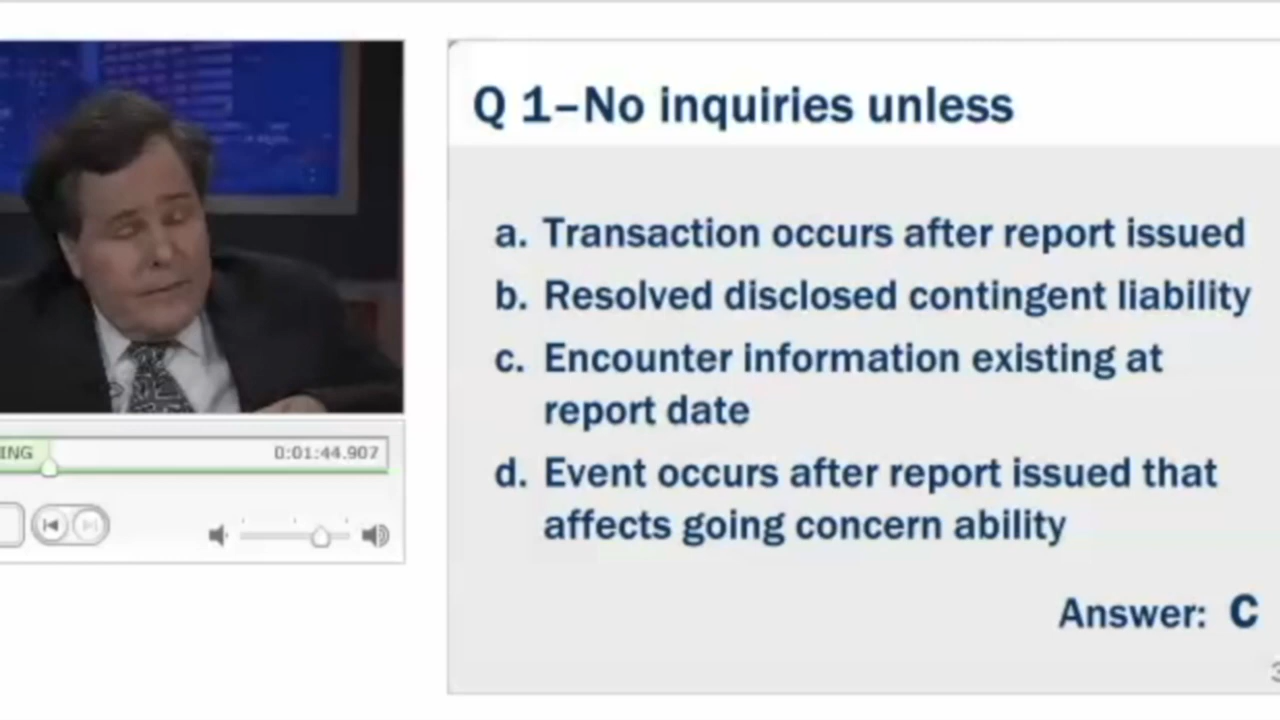 Q 1–No inquiries unless
a. Transaction occurs after report issued
b. Resolved disclosed contingent liability
c. Encounter information existing at
report date
d. Event occurs after report issued that
affects going concern ability
Answer: C
ING
0:01:44.907
3